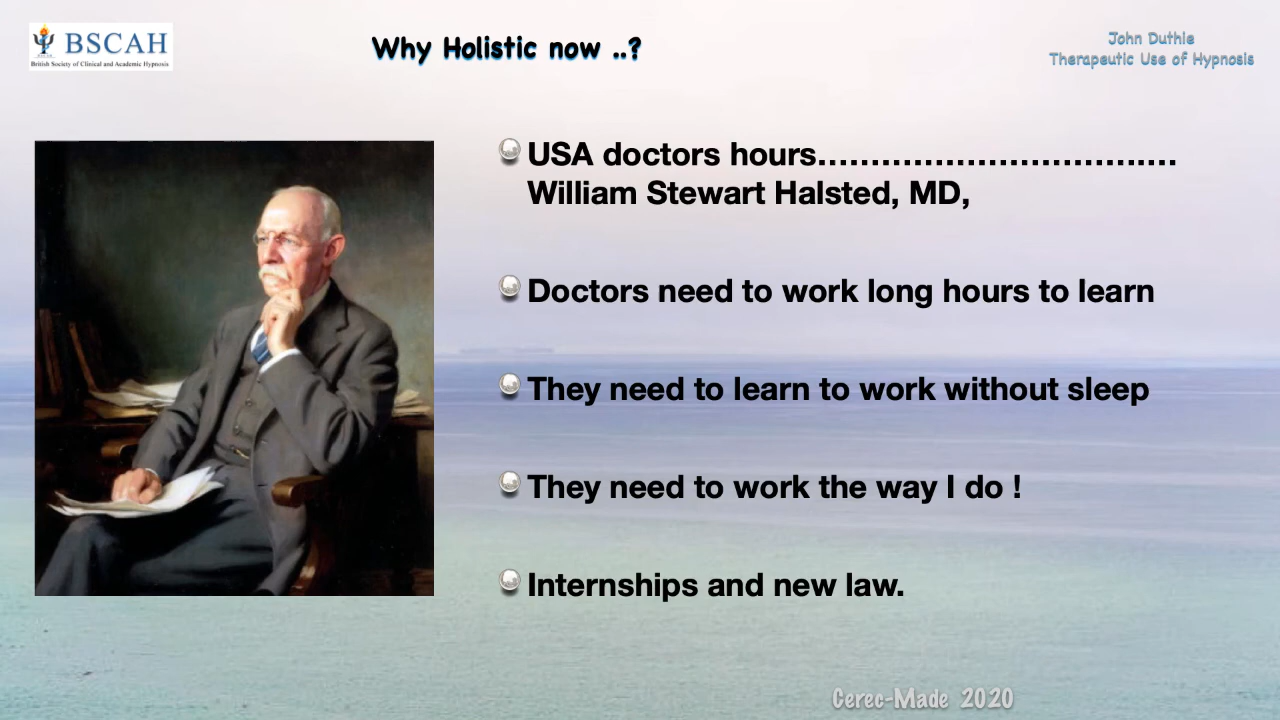 BSCAH
British Society of Clinical and Academic Hypnosis
Why Holistic now ..?
John Duthie
Therapeutic Use of Hypnosis
USA doctors hours……………………………….
William Stewart Halsted, MD,
Doctors need to work long hours to learn
They need to learn to work without sleep
They need to work the way I do !
Internships and new law.
Cerec-Made 2020